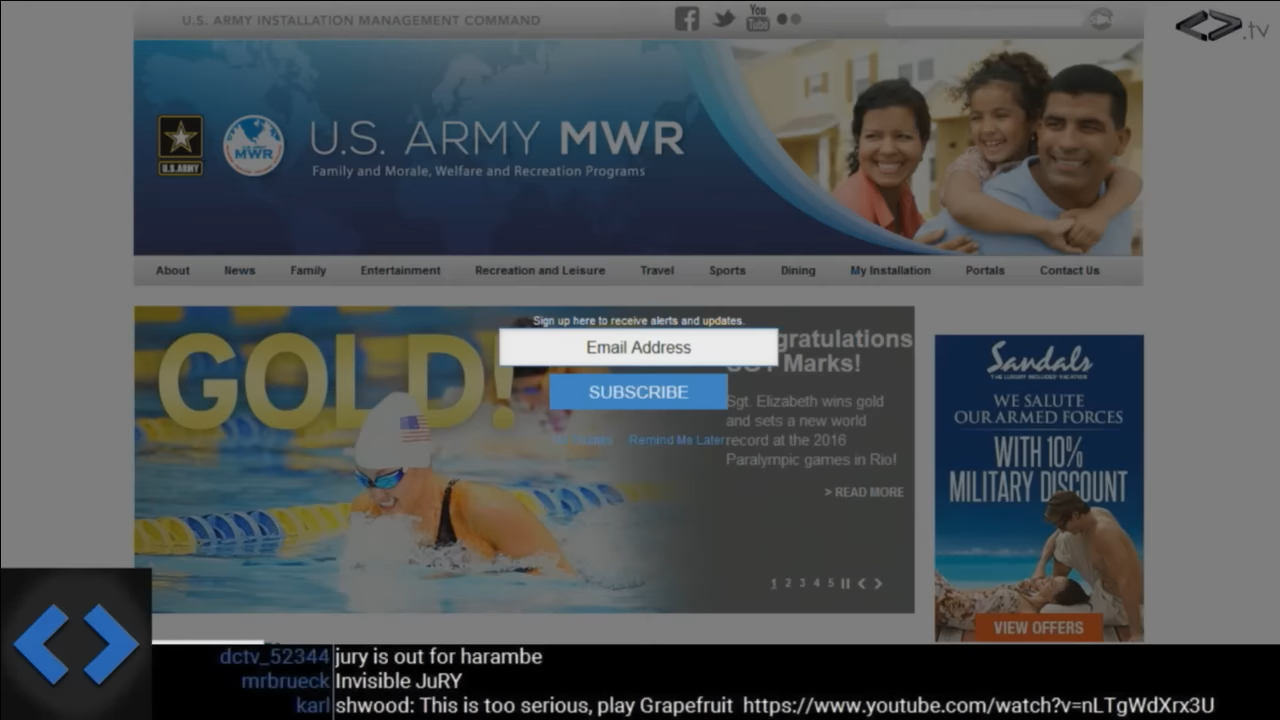 U.S. ARMY INSTALLATION MANAGEMENT COMMAND
You
Tube
.tv
U.S.ARMY
U.S. ARMY
MWR
U.S. ARMY MWR
Family and Morale, Welfare and Recreation Programs
About News Family Entertainment Recreation and Leisure Travel Sports Dining My Installation Portals Contact Us
GOLD!
Sign up here to receive alerts and updates.
Email Address
SUBSCRIBE
Remind Me Later
gratulations
Marks!
Sgt. Elizabeth wins gold
and sets a new world
record at the 2016
Paralympic games in Rio!
> READ MORE
1 2 3 4 5
Sandals
THE LUXURY INCLUDED VACATION
WE SALUTE
OUR ARMED FORCES
WITH 10%
MILITARY DISCOUNT
VIEW OFFERS
dctv_52344 jury is out for harambe
mrbrueck Invisible JuRY
karl shwood: This is too serious, play Grapefruit https://www.youtube.com/watch?v=nLTgWdXrx3U